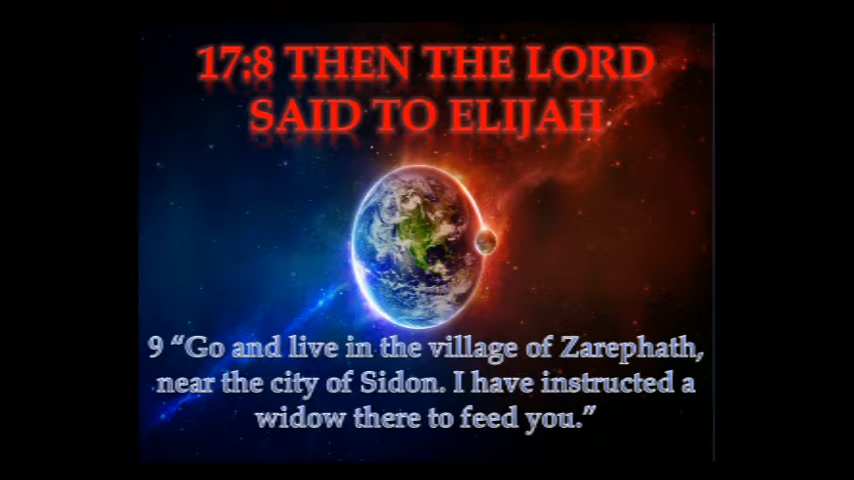 17:8 THEN THE LORD
SAID TO ELIJAH
9 “Go and live in the village of Zarephath,
near the city of Sidon. I have instructed a
widow there to feed you.”